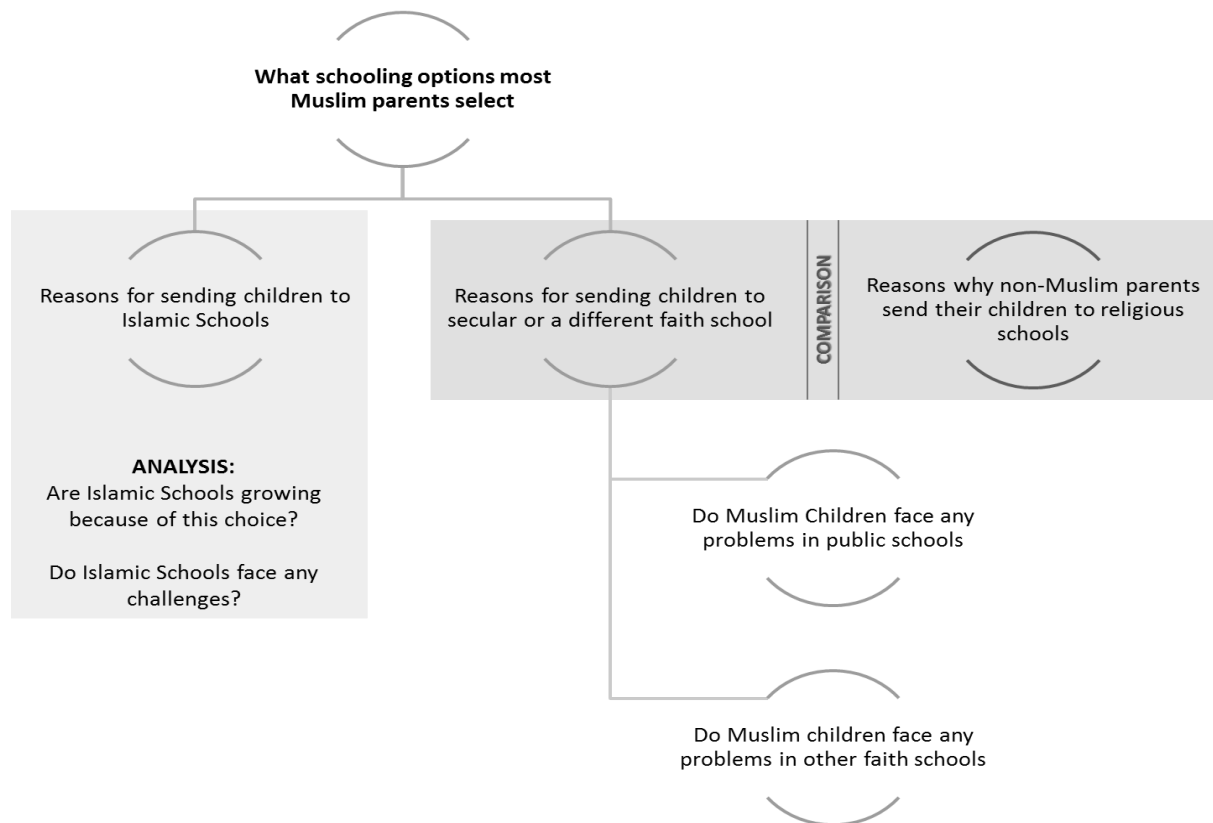 What schooling options most
Muslim parents select
Reasons for sending children to
Islamic Schools
ANALYSIS:
Are Islamic Schools growing
because of this choice?
Do Islamic Schools face any
challenges?
Reasons for sending children to
secular or a different faith school
COMPARISON
Reasons why non-Muslim parents
send their children to religious
schools
Do Muslim Children face any
problems in public schools
Do Muslim children face any
problems in other faith schools